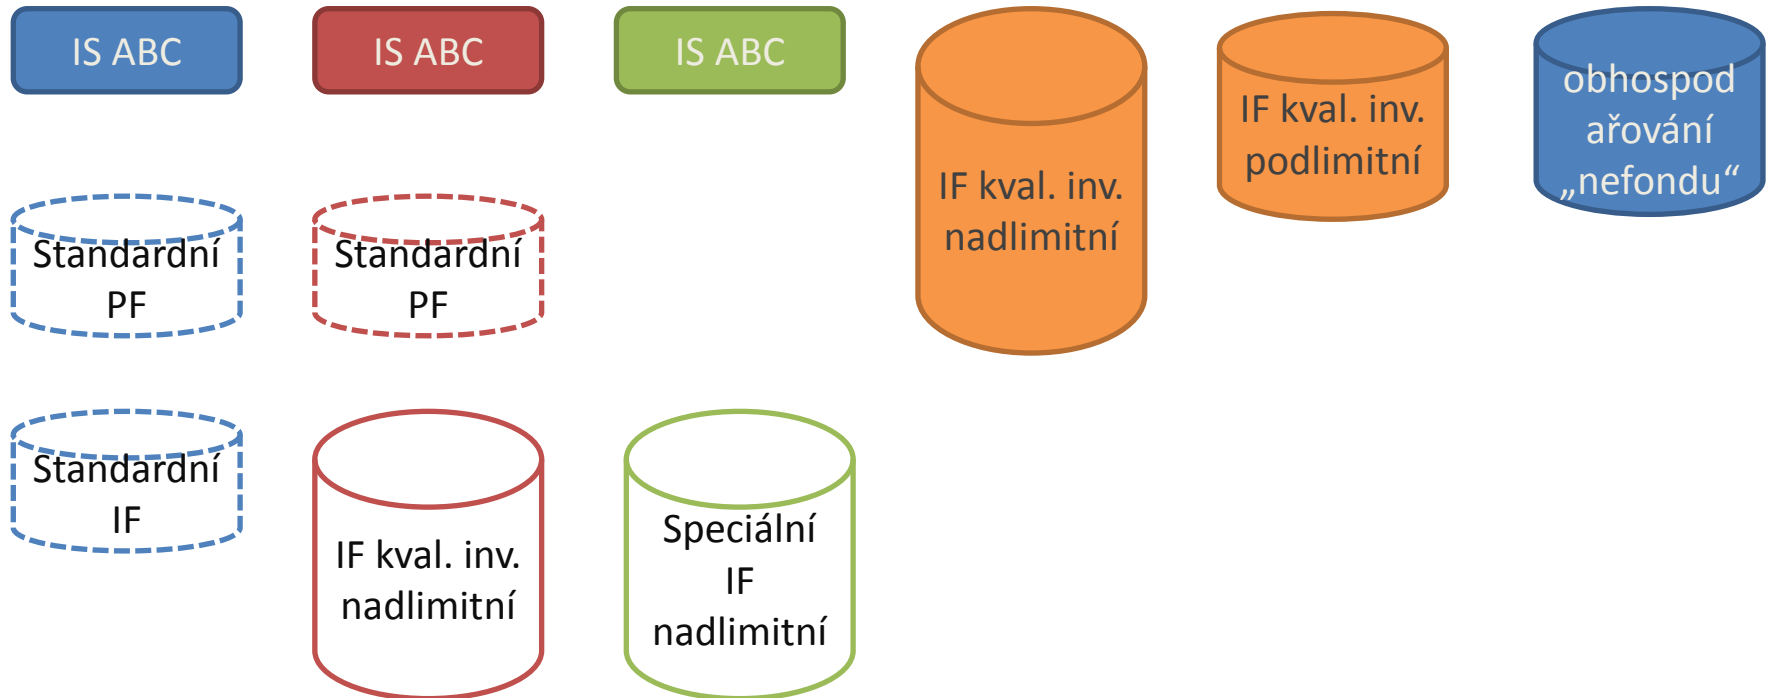 IS ABC
IS ABC
IS ABC
IF kval. inv.
nadlimitní
IF kval. inv.
podlimitní
obhospod
ařování
„nefondu“
Standardní
PF
Standardní
PF
Standardní
IF
IF kval. inv.
nadlimitní
Speciální
IF
nadlimitní